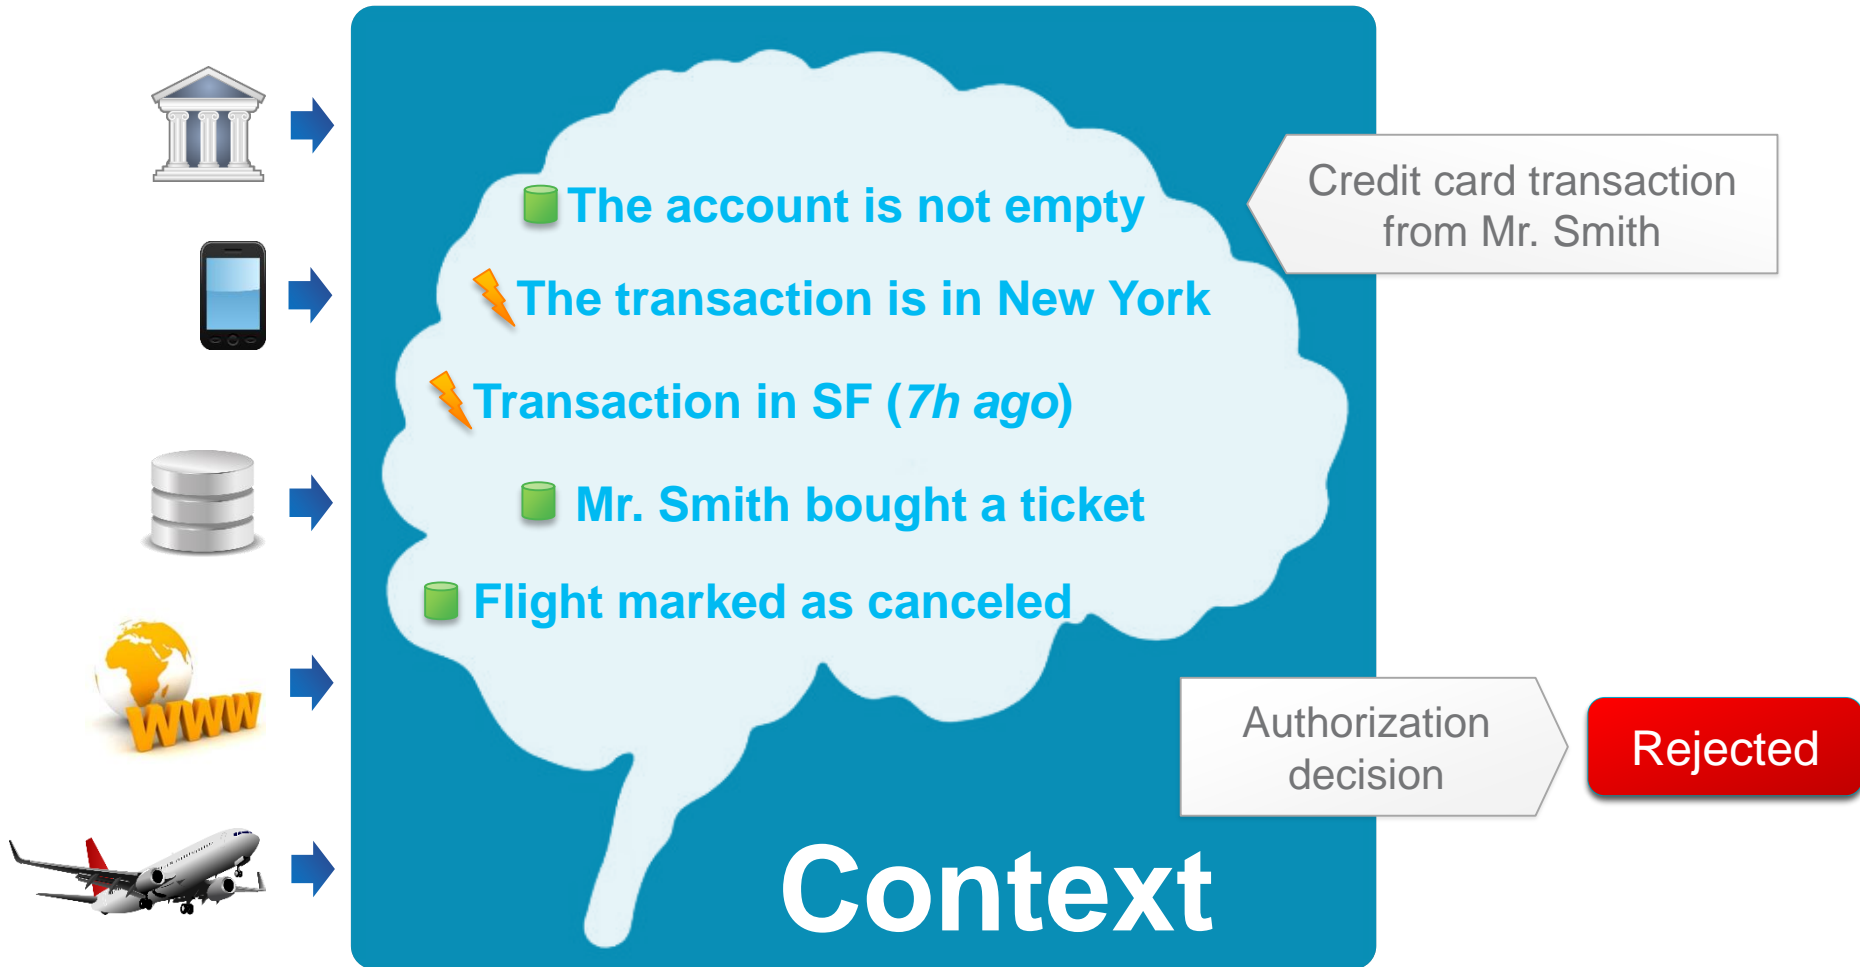 The account is not empty
Credit card transaction
from Mr. Smith
The transaction is in New York
Transaction in SF (7h ago)
Mr. Smith bought a ticket
Flight marked as canceled
WWW
Authorization
decision
Rejected
Context